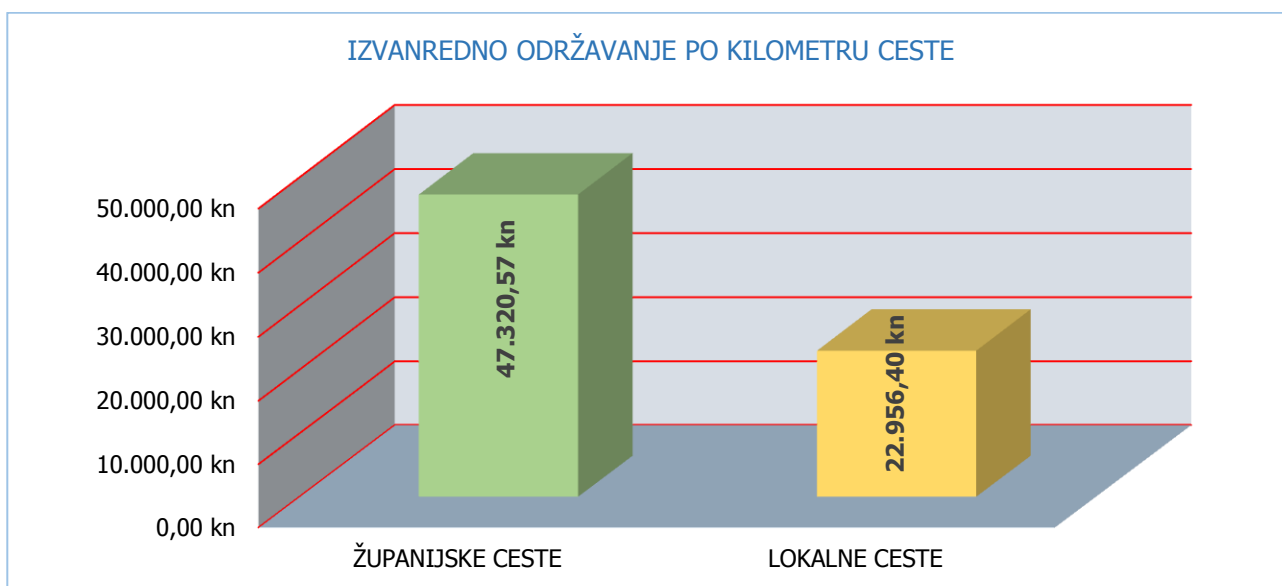 IZVANREDNO ODRŽAVANJE PO KILOMETRU CESTE
50.000,00 kn
40.000,00 kn
30.000,00 kn
20.000,00 kn
10.000,00 kn
0,00 kn
47.320,57 kn
22.956,40 kn
ŽUPANIJSKE CESTE
LOKALNE CESTE